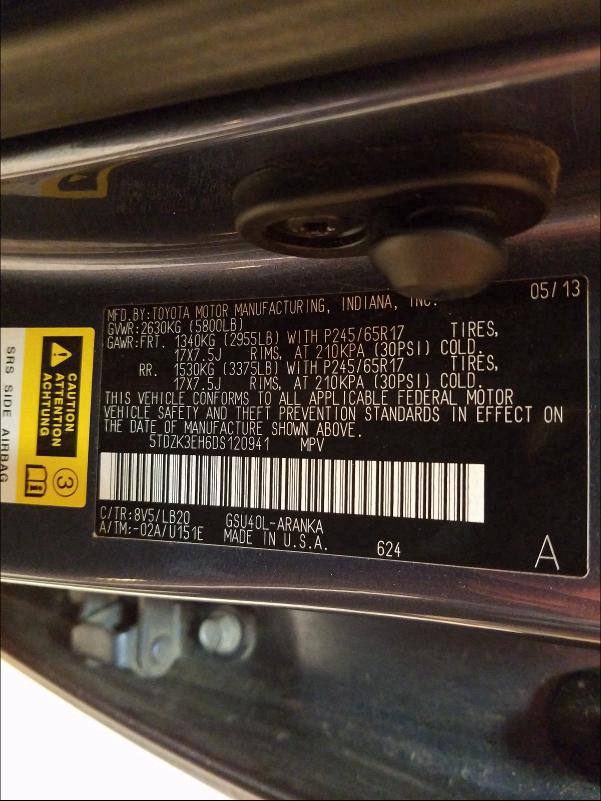 05/13
MFD.BY:TOYOTA MOTOR MANUFACTURING, INDIANA, INC.
GVWR:2630KG (5800LB)
GAWR:FRT. 1340KG (2955LB) WITH P245/65R17 TIRES,
17X7.5J RIMS, AT 210KPA (30PSI) COLD.
RR. 1530KG (3375LB) WITH P245/65R17 TIRES,
17X7.5J RIMS, AT 210KPA (30PSI) COLD.
THIS VEHICLE CONFORMS TO ALL APPLICABLE FEDERAL MOTOR
VEHICLE SAFETY AND THEFT PREVENTION STANDARDS IN EFFECT ON
THE DATE OF MANUFACTURE SHOWN ABOVE.
5TDZK3EH6DS120941 MPV
C/TR:8V5/LB20 GSU40L-ARANKA
A/TM:-02A/U151E MADE IN U.S.A. 624 A
CAUTION
ATTENTION
ACHTUNG
3
SRS SIDE AIRBAG